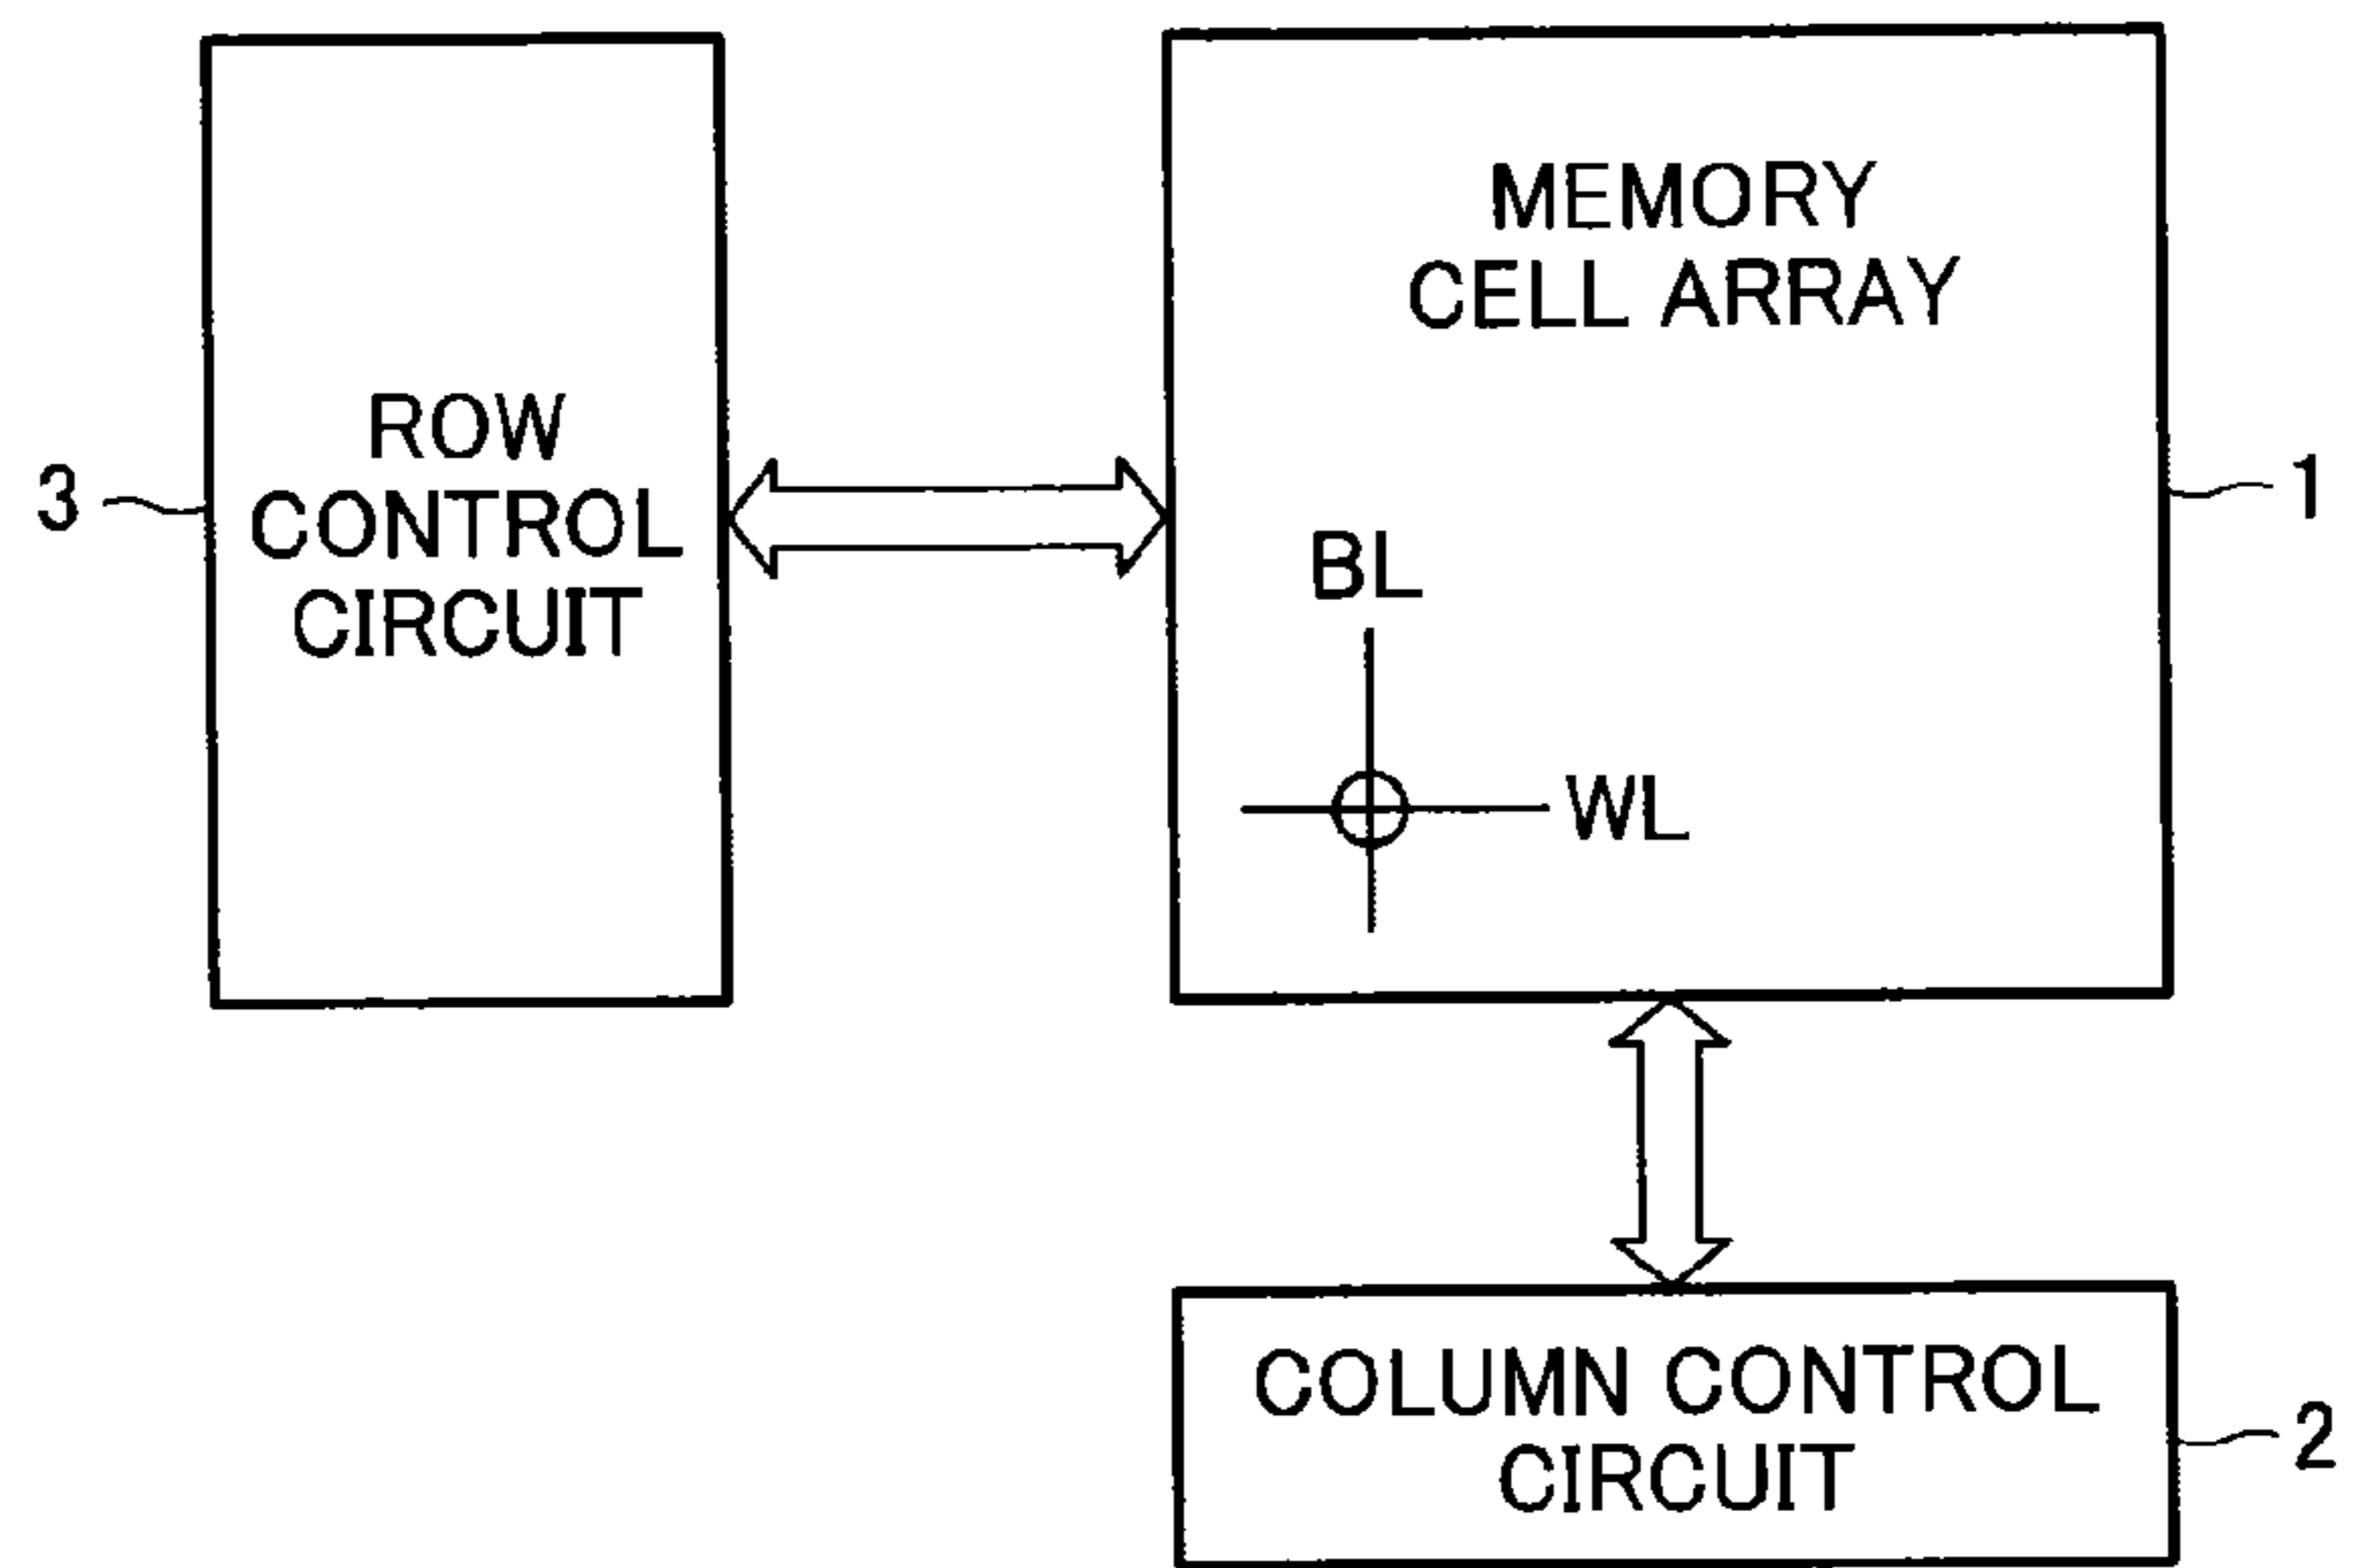 MEMORY
CELL ARRAY
ROW
CONTROL
CIRCUIT
3
1
BL
WL
COLUMN CONTROL
CIRCUIT
2